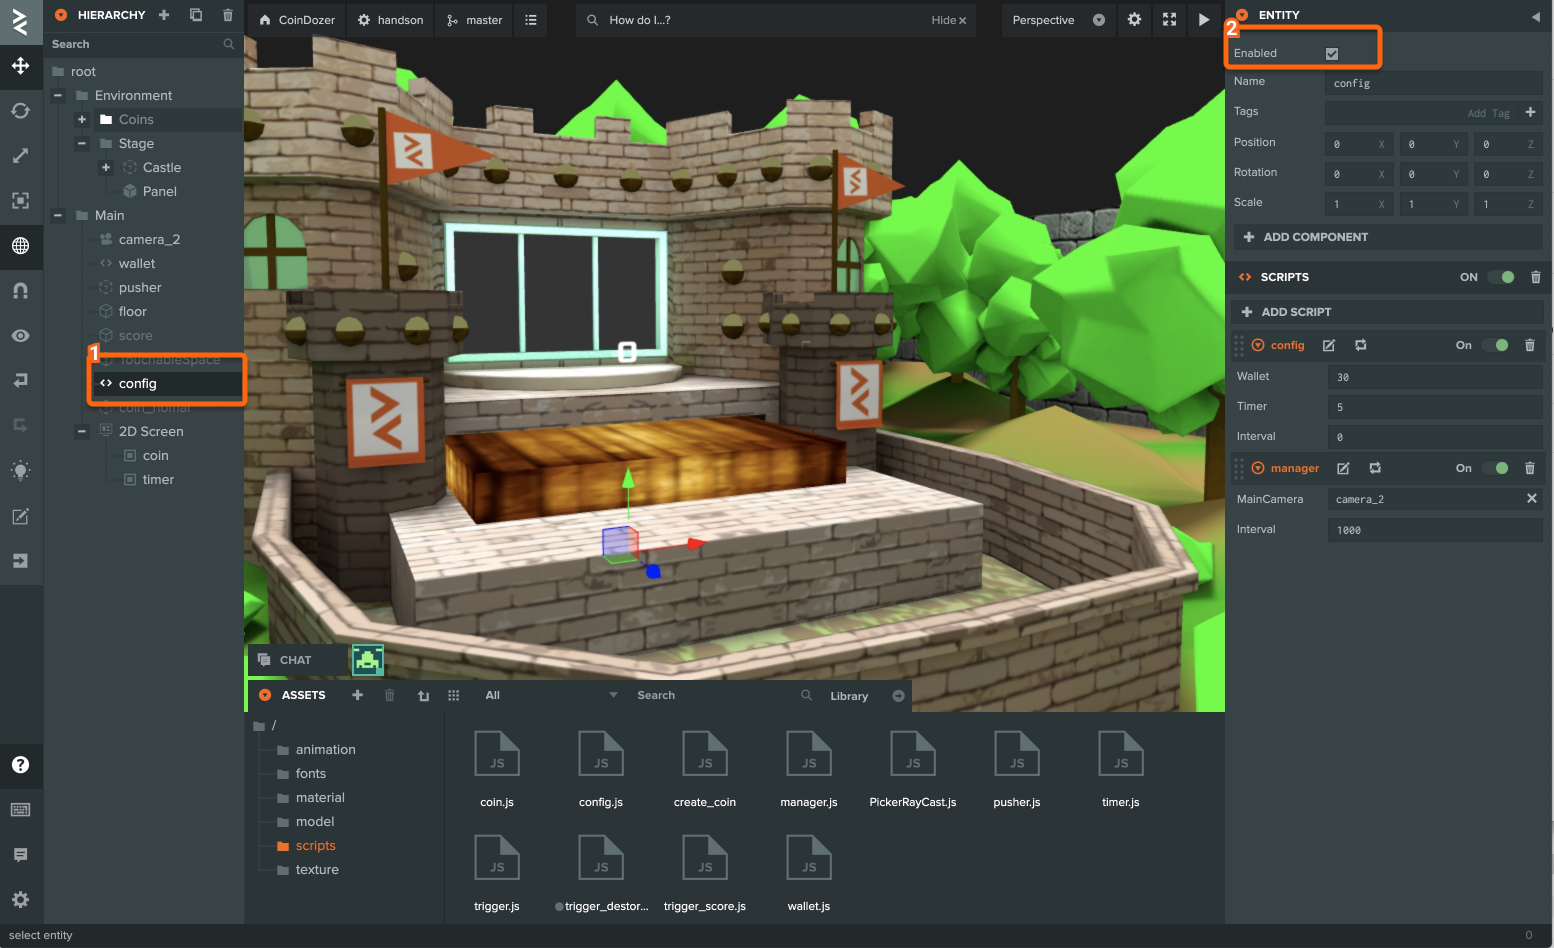 HIERARCHY
CoinDozer
handson
master
How do I...?
Hide
Perspective
ENTITY
2
Search
Enabled
root
Name
config
Environment
Coins
Tags
Add Tag
Stage
Position
0 X
0 Y
0 Z
Castle
Rotation
0 X
0 Y
0 Z
Panel
Scale
1 X
1 Y
1 Z
Main
ADD COMPONENT
camera_2
wallet
SCRIPTS
ON
pusher
floor
ADD SCRIPT
score
1
config
On
TouchableSpace
Wallet
30
config
Timer
5
coin_nomal
Interval
0
2D Screen
coin
manager
On
timer
MainCamera
camera_2
Interval
1000
CHAT
ASSETS
All
Search
Library
/
animation
fonts
material
model
scripts
texture
JS
JS
JS
JS
JS
JS
JS
coin.js
config.js
create_coin
manager.js
PickerRayCast.js
pusher.js
timer.js
JS
JS
JS
JS
trigger.js
trigger_destor...
trigger_score.js
wallet.js
select entity
0